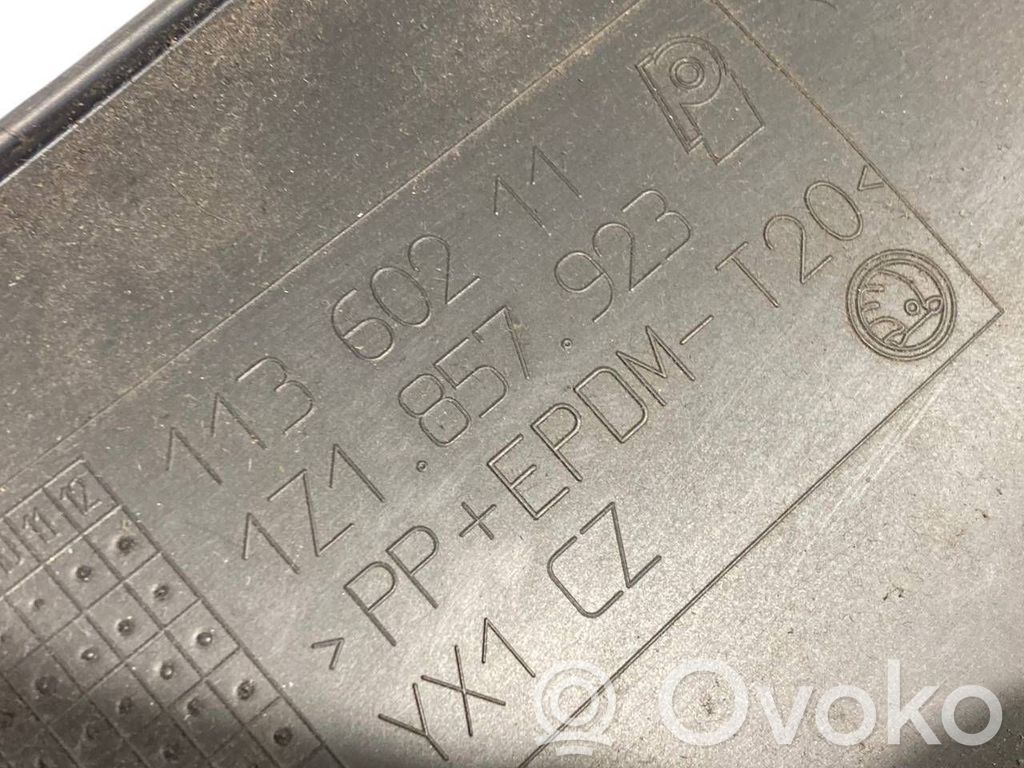 113 602 11
1Z1.857.923
>PP+EPDM-T20<
YX1 CZ
11 12
Ovoko